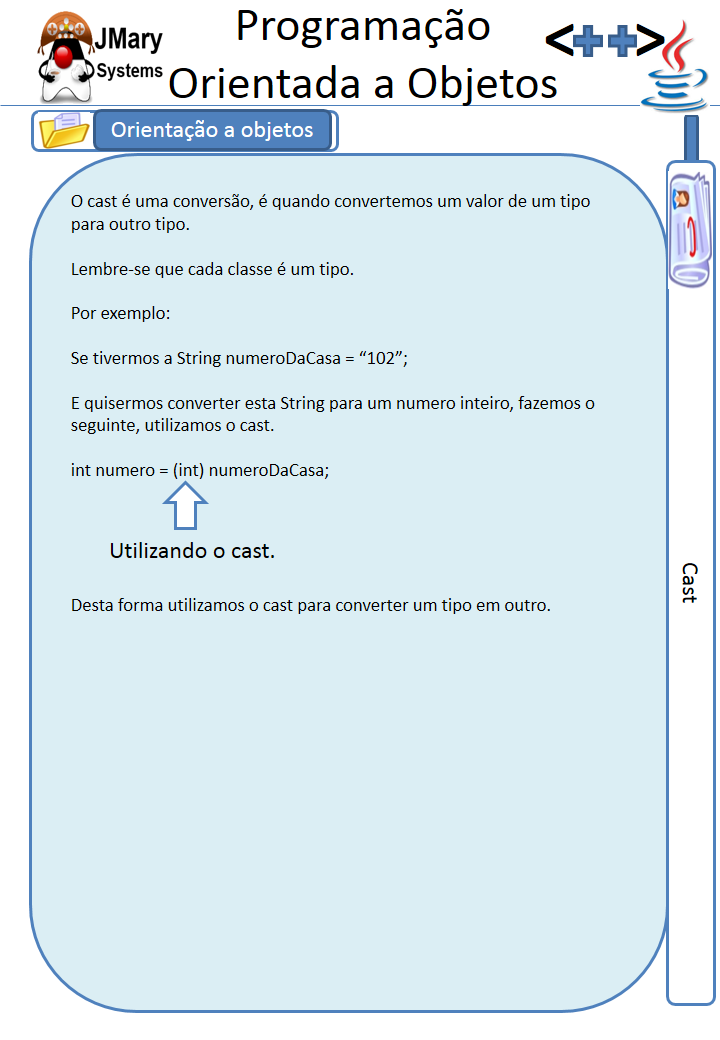 JMary
Systems
Programação
Orientada a Objetos
<++>
Orientação a objetos
O cast é uma conversão, é quando convertemos um valor de um tipo
para outro tipo.
Lembre-se que cada classe é um tipo.
Por exemplo:
Se tivermos a String numeroDaCasa = “102”;
E quisermos converter esta String para um numero inteiro, fazemos o
seguinte, utilizamos o cast.
int numero = (int) numeroDaCasa;
Utilizando o cast.
Desta forma utilizamos o cast para converter um tipo em outro.
Cast